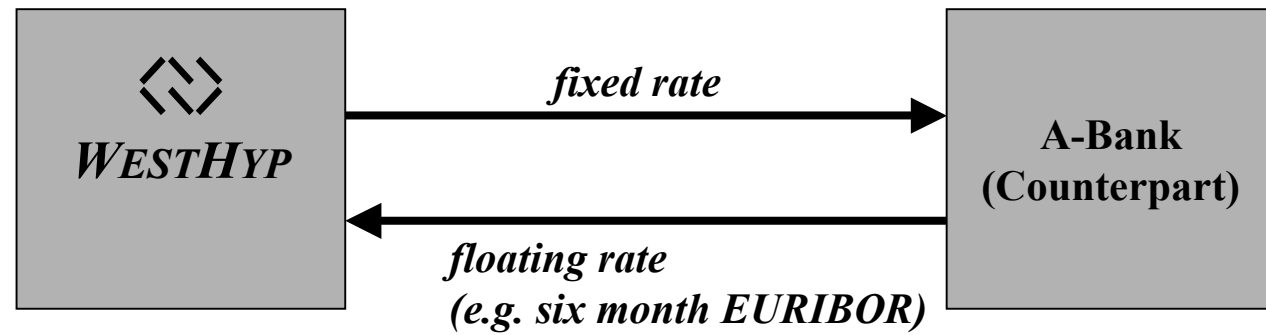 WESTHYP
fixed rate
A-Bank
(Counterpart)
floating rate
(e.g. six month EURIBOR)